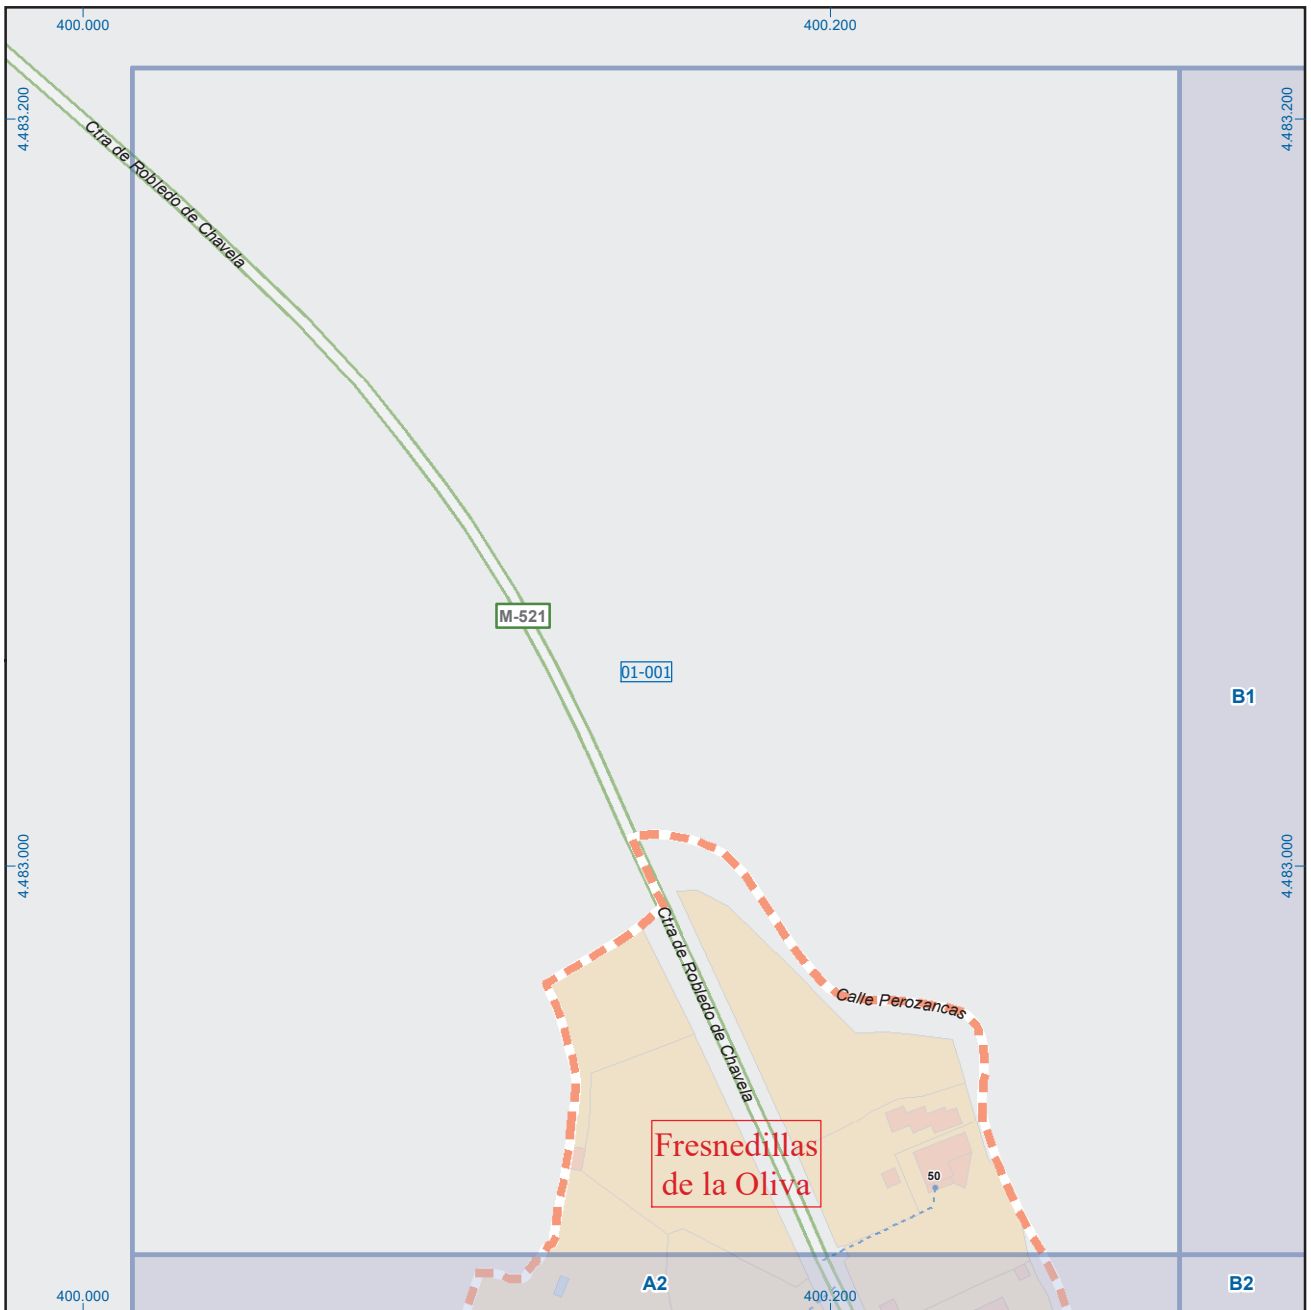 400.000
400.200
4.483.200
4.483.200
Ctra de Robledo de Chavela
M-521
01-001
B1
4.483.000
4.483.000
Ctra de Robledo de Chavela
Calle Perozancas
Fresnedillas
de la Oliva
50
A2
B2
400.000
400.200